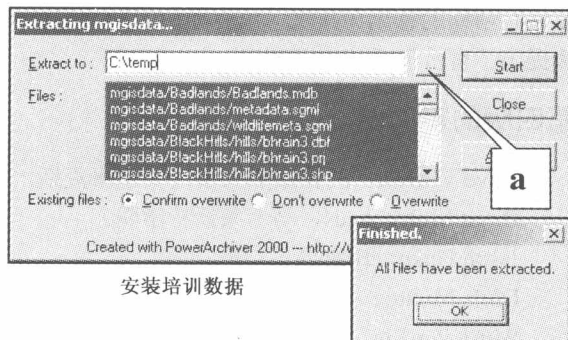 Extracting mgisdata...
Extract to : C:\temp ... Start
Files :
mgisdata/Badlands/Badlands.mdb
mgisdata/Badlands/metadata.sgml
mgisdata/Badlands/wildlifemeta.sgml
mgisdata/BlackHills/hills/bhrain3.dbf
mgisdata/BlackHills/hills/bhrain3.prj
mgisdata/BlackHills/hills/bhrain3.shp
Close
a
Existing files : Confirm overwrite Don't overwrite Overwrite
Created with PowerArchiver 2000 --- http://
安装培训数据
Finished.
All files have been extracted.
OK